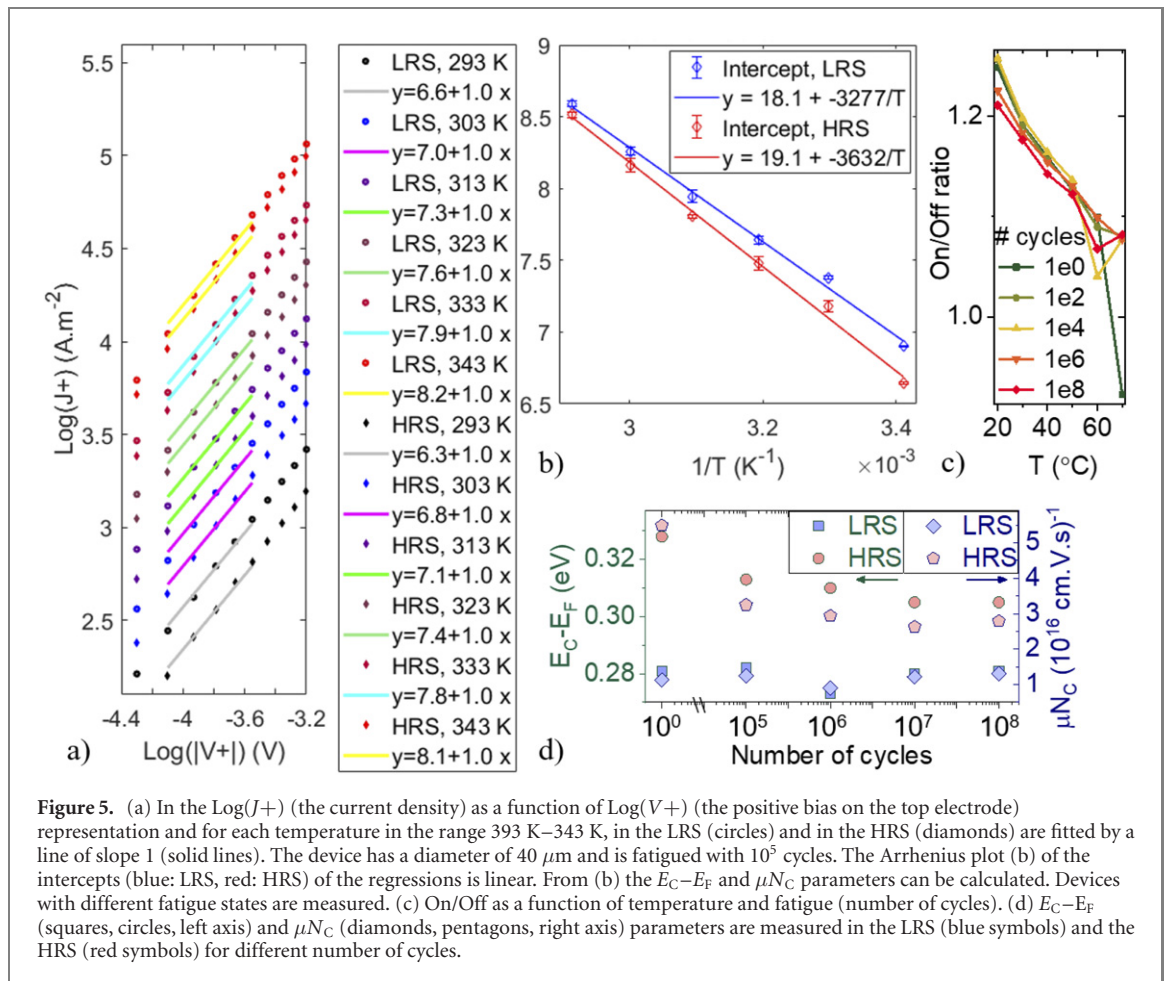 a)
Log(J+) (A.m⁻²)
5.5
5
4.5
4
3.5
3
2.5
-4.4
-4
-3.6
-3.2
Log(|V+|) (V)
LRS, 293 K
y=6.6+1.0 x
LRS, 303 K
y=7.0+1.0 x
LRS, 313 K
y=7.3+1.0 x
LRS, 323 K
y=7.6+1.0 x
LRS, 333 K
y=7.9+1.0 x
LRS, 343 K
y=8.2+1.0 x
HRS, 293 K
y=6.3+1.0 x
HRS, 303 K
y=6.8+1.0 x
HRS, 313 K
y=7.1+1.0 x
HRS, 323 K
y=7.4+1.0 x
HRS, 333 K
y=7.8+1.0 x
HRS, 343 K
y=8.1+1.0 x
9
8.5
8
7.5
7
6.5
Intercept, LRS
y = 18.1 + -3277/T
Intercept, HRS
y = 19.1 + -3632/T
3
3.2
3.4
b)
1/T (K⁻¹)
×10⁻³
On/Off ratio
1.2
1.0
# cycles
1e0
1e2
1e4
1e6
1e8
20
40
60
c)
T (°C)
E_C-E_F (eV)
0.32
0.30
0.28
LRS
HRS
LRS
HRS
5
4
3
2
1
μN_C (10¹⁶ cm.V.s)⁻¹
10⁰
10⁵
10⁶
10⁷
10⁸
d)
Number of cycles
Figure 5. (a) In the Log(J+) (the current density) as a function of Log(V+) (the positive bias on the top electrode)
representation and for each temperature in the range 393 K–343 K, in the LRS (circles) and in the HRS (diamonds) are fitted by a
line of slope 1 (solid lines). The device has a diameter of 40 μm and is fatigued with 10⁵ cycles. The Arrhenius plot (b) of the
intercepts (blue: LRS, red: HRS) of the regressions is linear. From (b) the E_C–E_F and μN_C parameters can be calculated. Devices
with different fatigue states are measured. (c) On/Off as a function of temperature and fatigue (number of cycles). (d) E_C–E_F
(squares, circles, left axis) and μN_C (diamonds, pentagons, right axis) parameters are measured in the LRS (blue symbols) and the
HRS (red symbols) for different number of cycles.